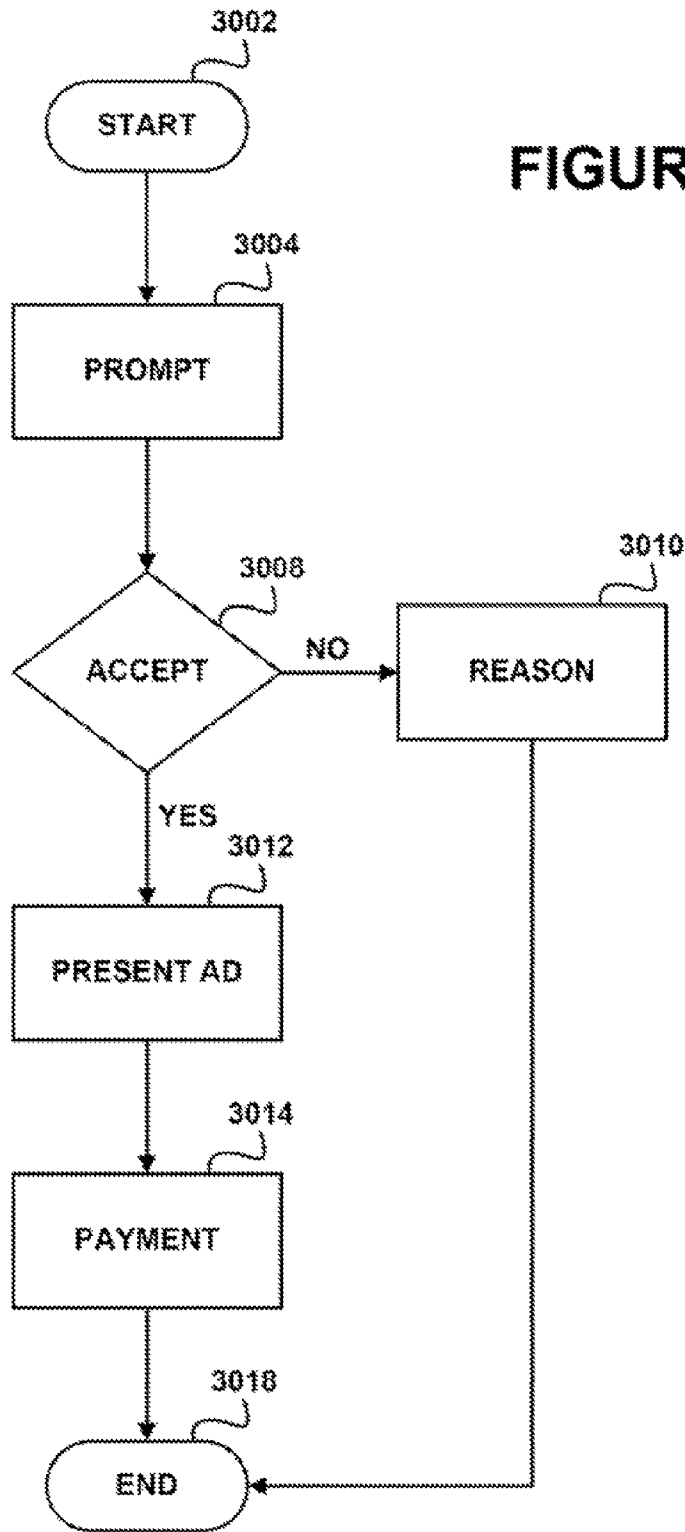 3002
START
FIGUR
3004
PROMPT
3008
3010
ACCEPT
NO
REASON
YES
3012
PRESENT AD
3014
PAYMENT
3018
END